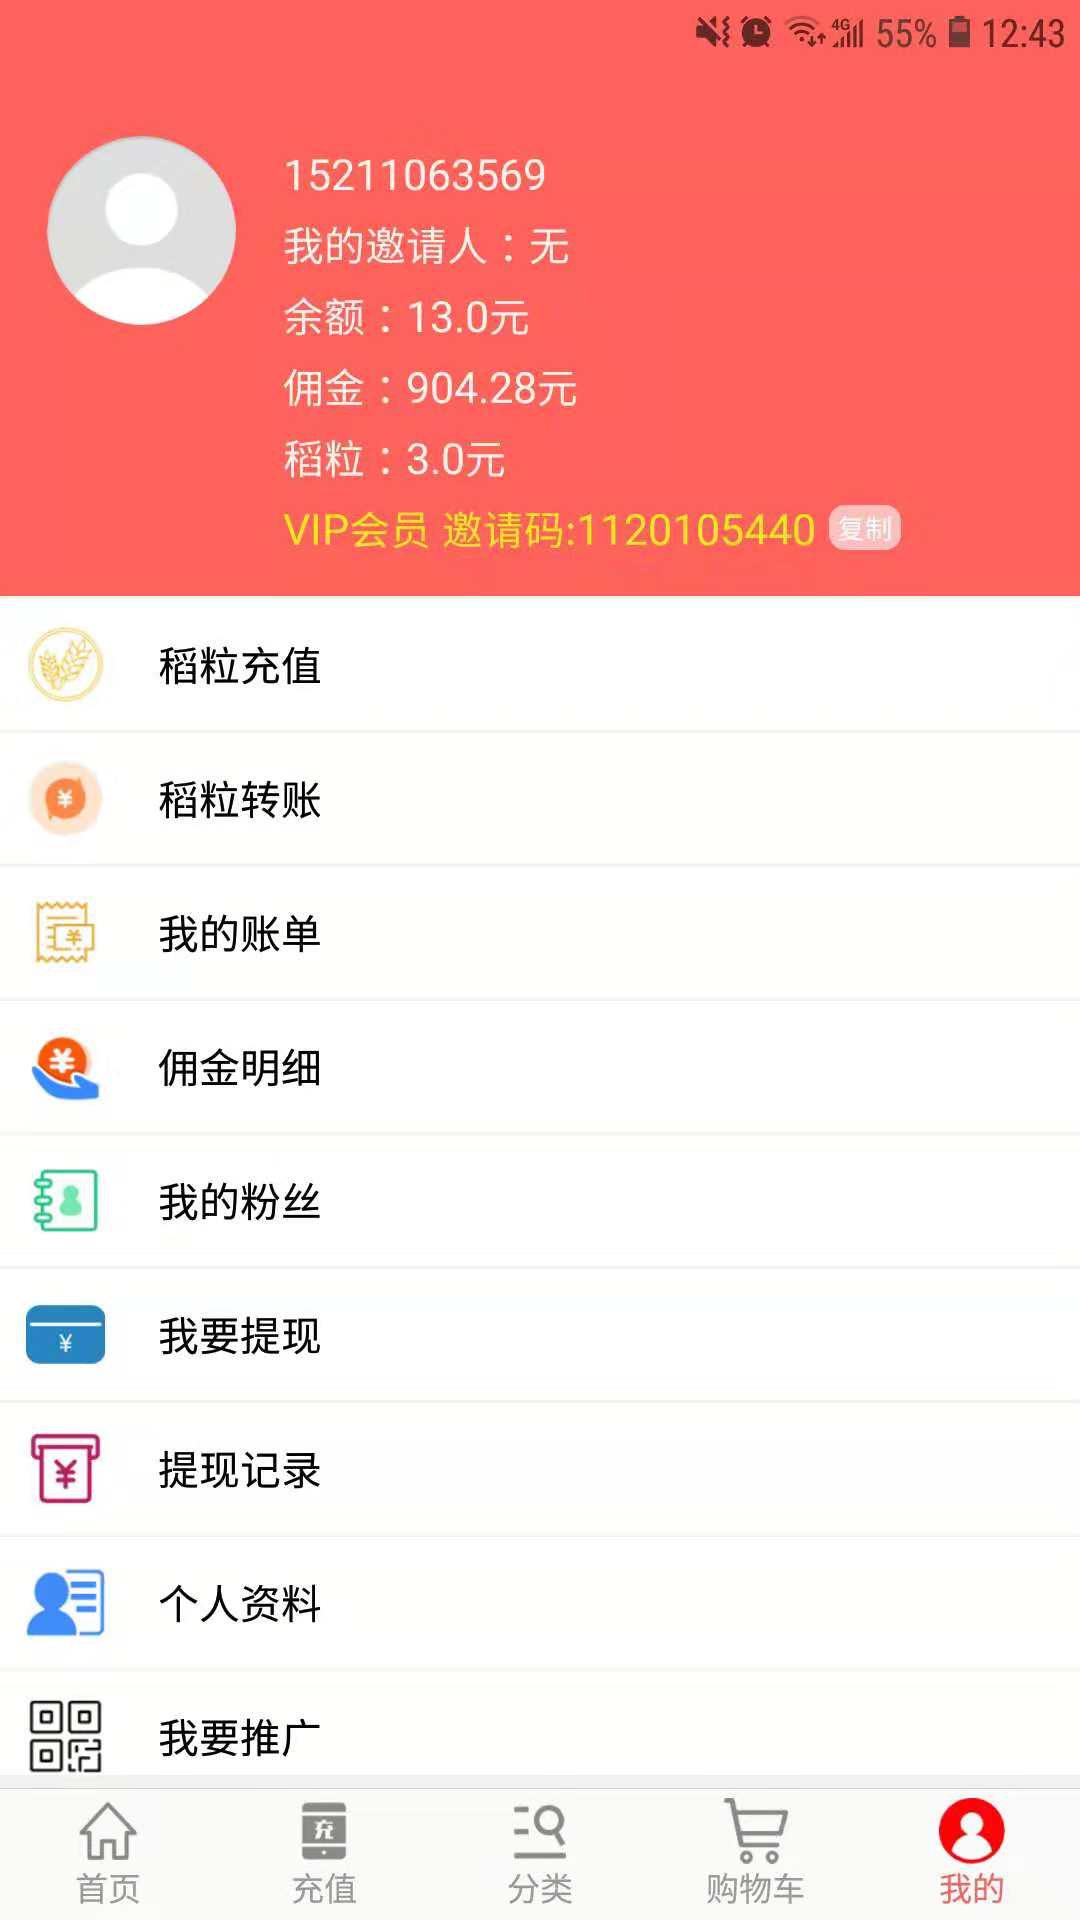 4G 55% 12:43
15211063569
我的邀请人：无
余额：13.0元
佣金：904.28元
稻粒：3.0元
VIP会员 邀请码:1120105440 复制
稻粒充值
¥ 稻粒转账
¥ 我的账单
¥ 佣金明细
我的粉丝
¥ 我要提现
¥ 提现记录
个人资料
我要推广
充
首页 充值 分类 购物车 我的